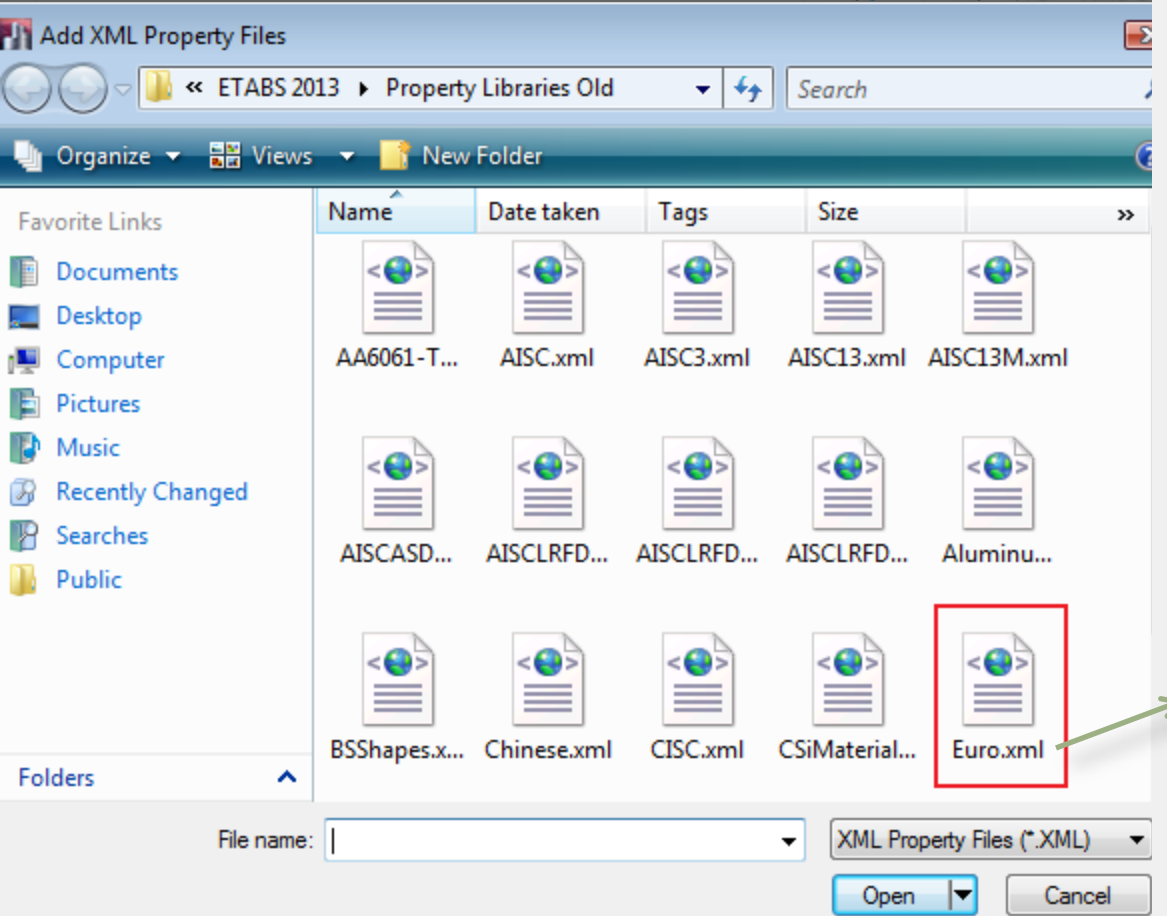 Add XML Property Files
« ETABS 2013 ▸ Property Libraries Old
Search
Organize Views New Folder
Favorite Links
Documents
Desktop
Computer
Pictures
Music
Recently Changed
Searches
Public
Folders
Name Date taken Tags Size »
AA6061-T... AISC.xml AISC3.xml AISC13.xml AISC13M.xml
AISCASD... AISCLRFD... AISCLRFD... AISCLRFD... Aluminu...
BSShapes.x... Chinese.xml CISC.xml CSiMaterial... Euro.xml
File name: XML Property Files (*.XML)
Open Cancel